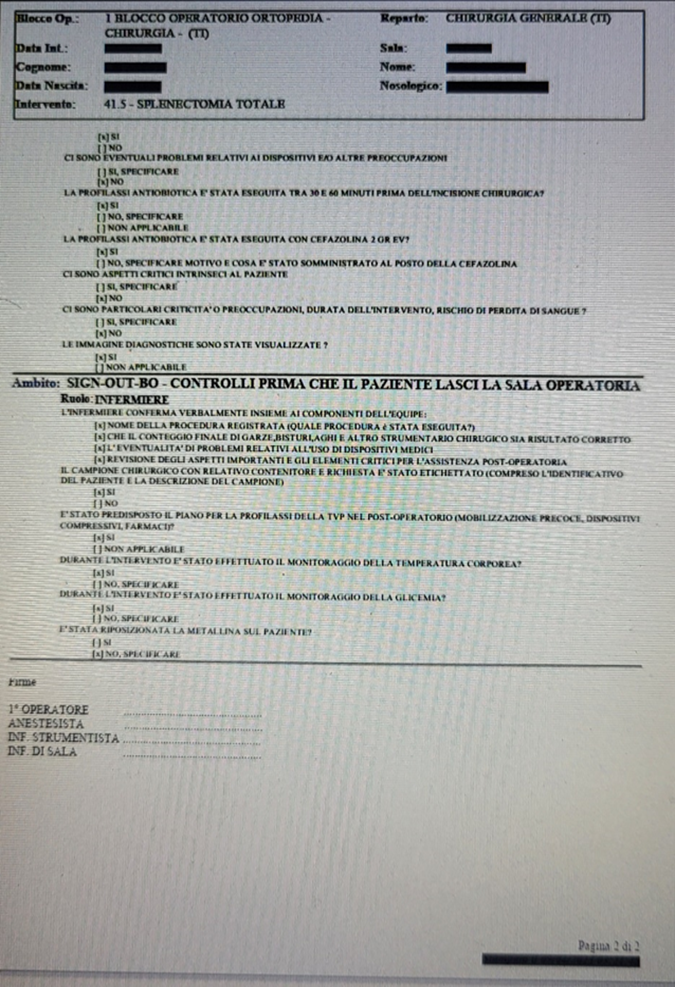 Blocco Op.: 1 BLOCCO OPERATORIO ORTOPEDIA - Reparto: CHIRURGIA GENERALE (TI)
CHIRURGIA - (TI)
Data Int.: Sala:
Cognome: Nome:
Data Nascita: Nosologico:
Intervento: 41.5 - SPLENECTOMIA TOTALE
[x] SI
[ ] NO
CI SONO EVENTUALI PROBLEMI RELATIVI AI DISPOSITIVI E/O ALTRE PREOCCUPAZIONI
[ ] SI, SPECIFICARE
[x] NO
LA PROFILASSI ANTIOBIOTICA E' STATA ESEGUITA TRA 30 E 60 MINUTI PRIMA DELL'INCISIONE CHIRURGICA?
[x] SI
[ ] NO, SPECIFICARE
[ ] NON APPLICABILE
LA PROFILASSI ANTIOBIOTICA E' STATA ESEGUITA CON CEFAZOLINA 2 GR EV?
[x] SI
[ ] NO, SPECIFICARE MOTIVO E COSA E' STATO SOMMINISTRATO AL POSTO DELLA CEFAZOLINA
CI SONO ASPETTI CRITICI INTRINSECI AL PAZIENTE
[ ] SI, SPECIFICARE
[x] NO
CI SONO PARTICOLARI CRITICITA' O PREOCCUPAZIONI, DURATA DELL'INTERVENTO, RISCHIO DI PERDITA DI SANGUE ?
[ ] SI, SPECIFICARE
[x] NO
LE IMMAGINE DIAGNOSTICHE SONO STATE VISUALIZZATE ?
[x] SI
[ ] NON APPLICABILE
Ambito: SIGN-OUT-BO - CONTROLLI PRIMA CHE IL PAZIENTE LASCI LA SALA OPERATORIA
Ruolo: INFERMIERE
L'INFERMIERE CONFERMA VERBALMENTE INSIEME AI COMPONENTI DELL'EQUIPE:
[x] NOME DELLA PROCEDURA REGISTRATA (QUALE PROCEDURA è STATA ESEGUITA?)
[x] CHE IL CONTEGGIO FINALE DI GARZE,BISTURI,AGHI E ALTRO STRUMENTARIO CHIRUGICO SIA RISULTATO CORRETTO
[x] L'EVENTUALITA' DI PROBLEMI RELATIVI ALL'USO DI DISPOSITIVI MEDICI
[x] REVISIONE DEGLI ASPETTI IMPORTANTI E GLI ELEMENTI CRITICI PER L'ASSISTENZA POST-OPERATORIA
IL CAMPIONE CHIRURGICO CON RELATIVO CONTENITORE E RICHIESTA E' STATO ETICHETTATO (COMPRESO L'IDENTIFICATIVO
DEL PAZIENTE E LA DESCRIZIONE DEL CAMPIONE)
[x] SI
[ ] NO
E' STATO PREDISPOSTO IL PIANO PER LA PROFILASSI DELLA TVP NEL POST-OPERATORIO (MOBILIZZAZIONE PRECOCE, DISPOSITIVI
COMPRESSIVI, FARMACI)?
[x] SI
[ ] NON APPLICABILE
DURANTE L'INTERVENTO E' STATO EFFETTUATO IL MONITORAGGIO DELLA TEMPERATURA CORPOREA?
[x] SI
[ ] NO, SPECIFICARE
DURANTE L'INTERVENTO E' STATO EFFETTUATO IL MONITORAGGIO DELLA GLICEMIA?
[x] SI
[ ] NO, SPECIFICARE
E' STATA RIPOSIZIONATA LA METALLINA SUL PAZIENTE?
[ ] SI
[x] NO, SPECIFICARE
Firme
1° OPERATORE
ANESTESISTA
INF. STRUMENTISTA
INF. DI SALA
Pagina 2 di 2